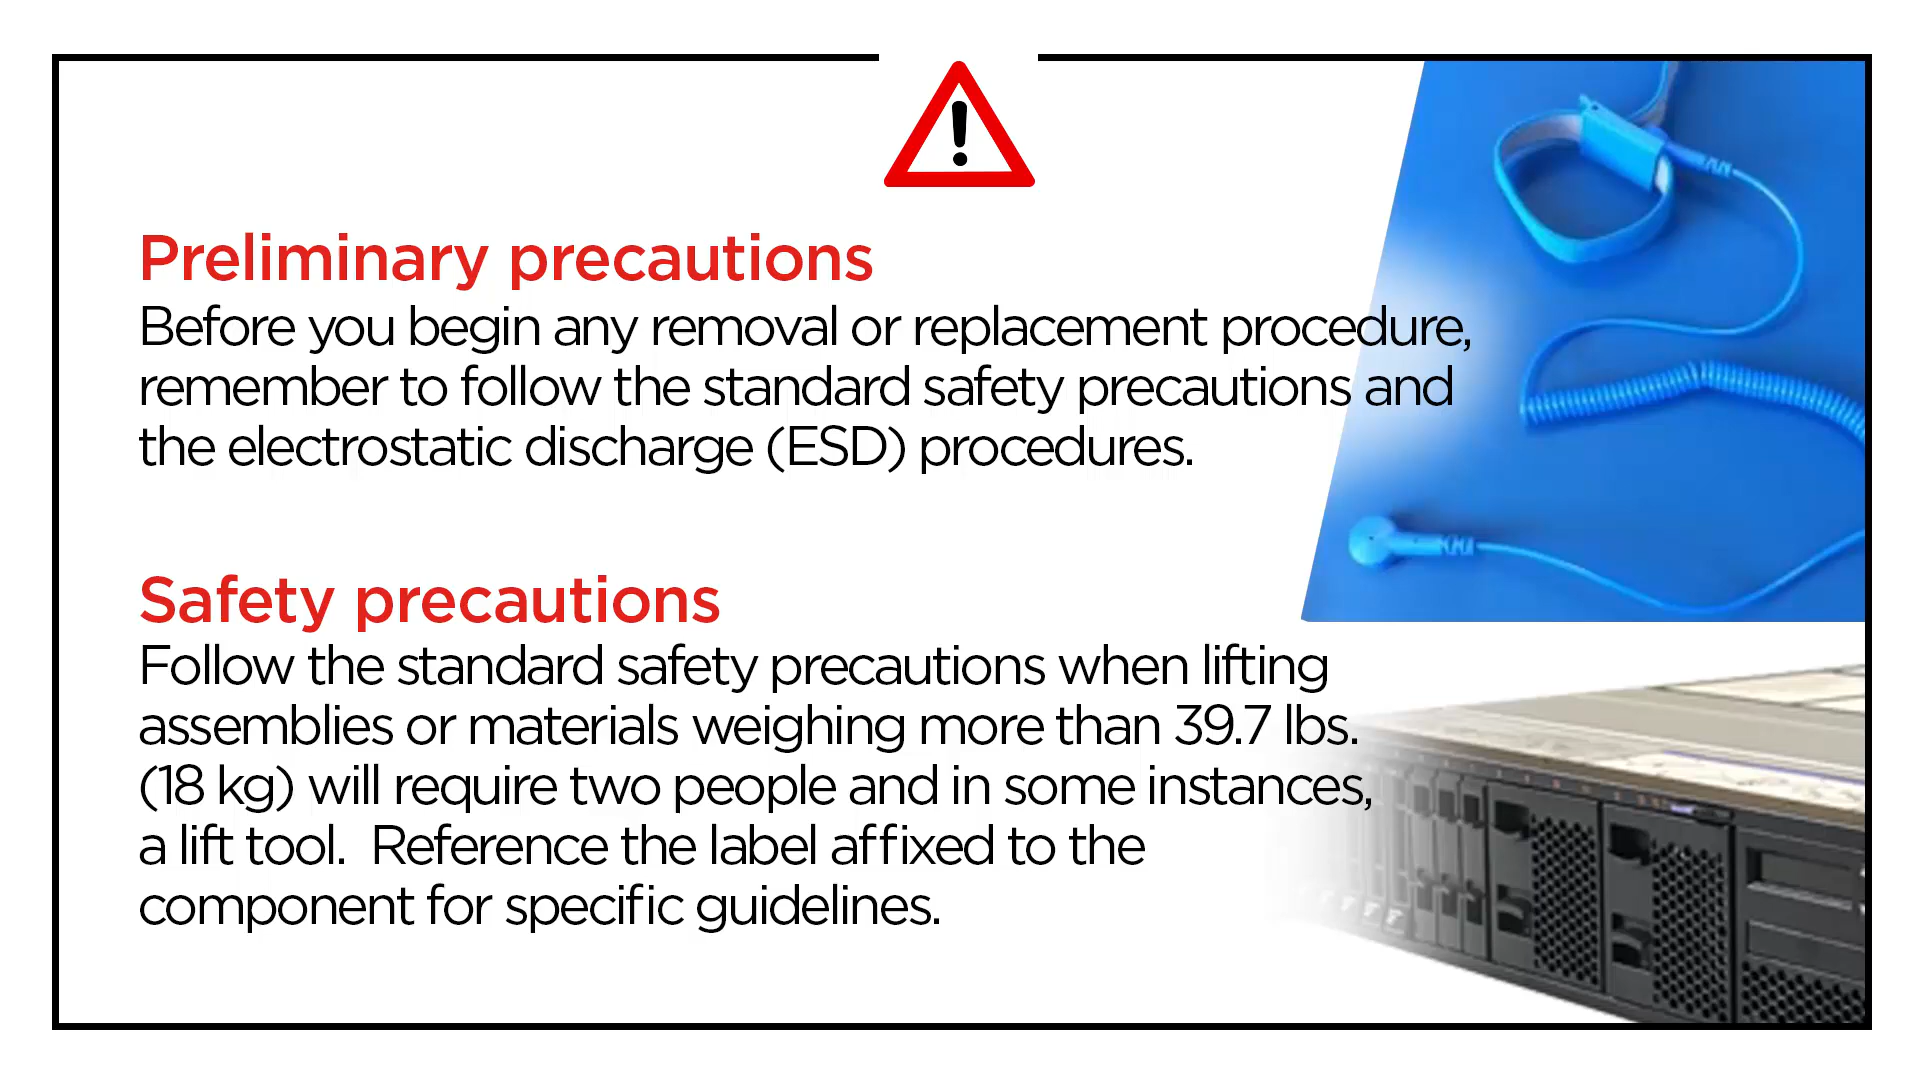 Preliminary precautions
Before you begin any removal or replacement procedure,
remember to follow the standard safety precautions and
the electrostatic discharge (ESD) procedures.
Safety precautions
Follow the standard safety precautions when lifting
assemblies or materials weighing more than 39.7 lbs.
(18 kg) will require two people and in some instances,
a lift tool.  Reference the label affixed to the
component for specific guidelines.